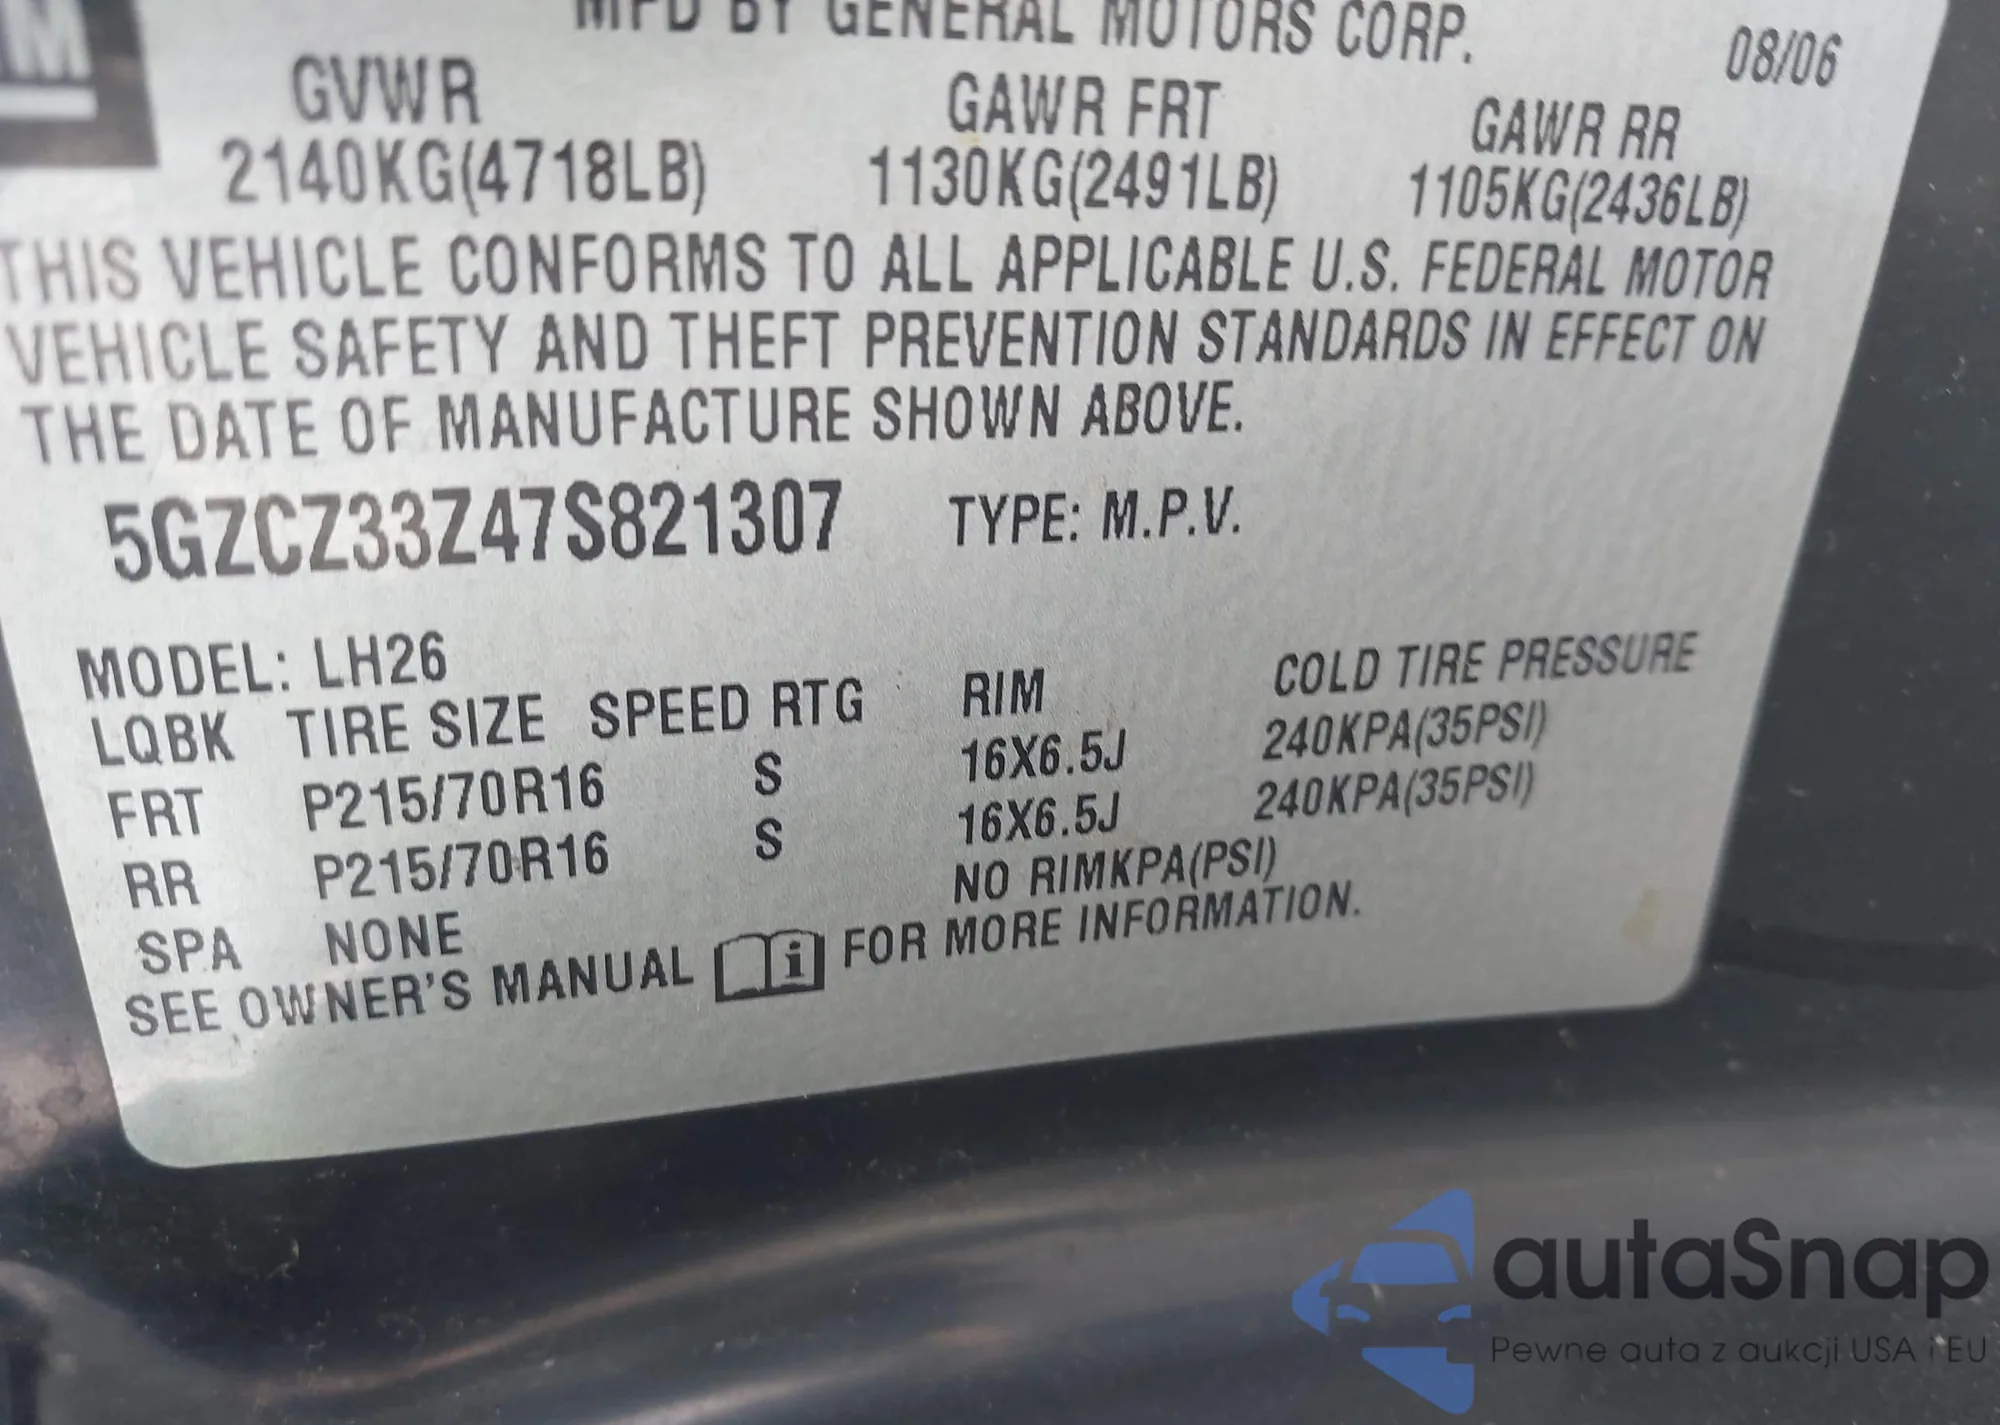 GM
MFD BY GENERAL MOTORS CORP.
08/06
GVWR GAWR FRT GAWR RR
2140KG(4718LB) 1130KG(2491LB) 1105KG(2436LB)
THIS VEHICLE CONFORMS TO ALL APPLICABLE U.S. FEDERAL MOTOR
VEHICLE SAFETY AND THEFT PREVENTION STANDARDS IN EFFECT ON
THE DATE OF MANUFACTURE SHOWN ABOVE.
5GZCZ33Z47S821307 TYPE: M.P.V.
MODEL: LH26
LQBK TIRE SIZE SPEED RTG RIM COLD TIRE PRESSURE
FRT P215/70R16 S 16X6.5J 240KPA(35PSI)
RR P215/70R16 S 16X6.5J 240KPA(35PSI)
SPA NONE NO RIMKPA(PSI)
SEE OWNER'S MANUAL i FOR MORE INFORMATION.
autaSnap
Pewne auta z aukcji USA i EU